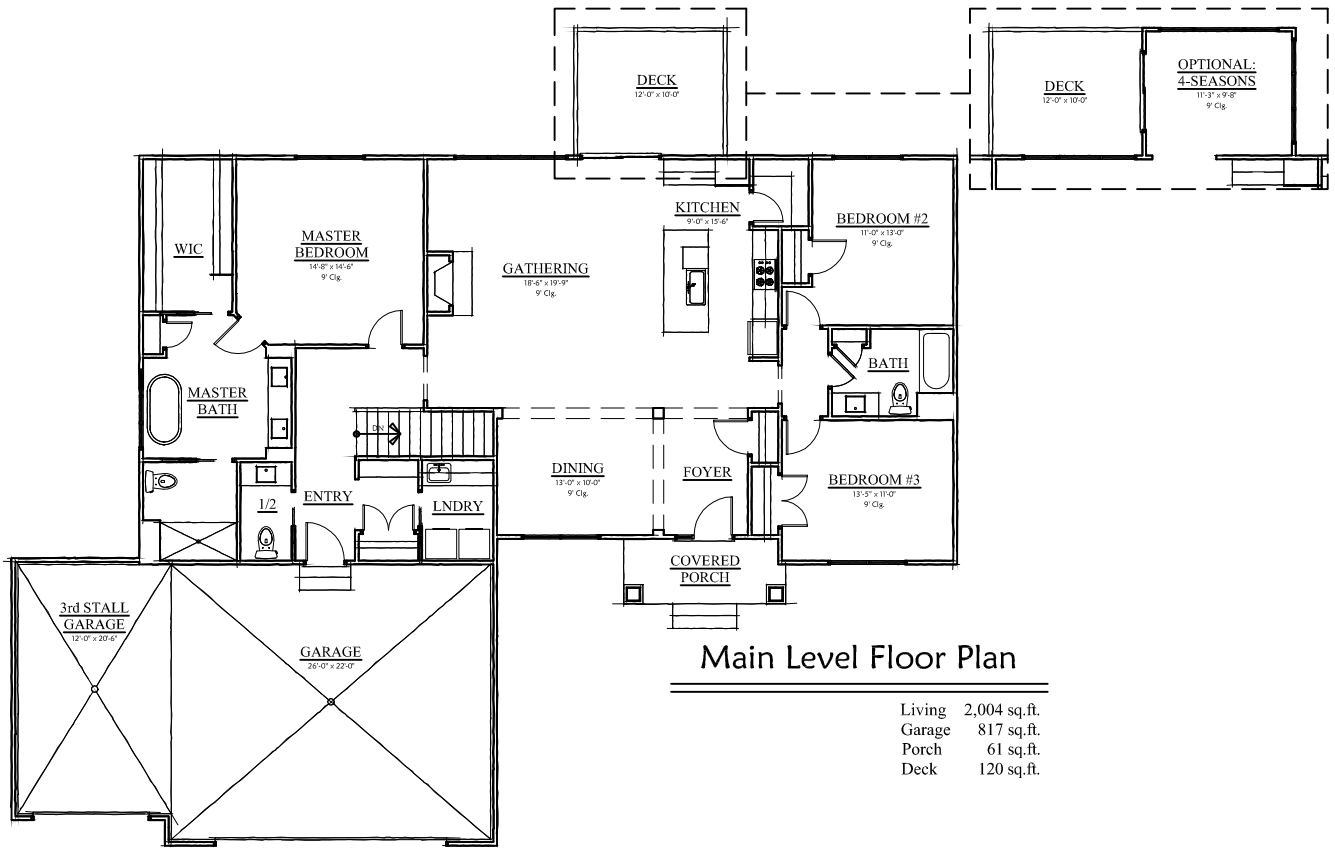 DECK
12'-0" x 10'-0"
DECK
12'-0" x 10'-0"
OPTIONAL:
4-SEASONS
11'-3" x 9'-8"
9' Clg.
WIC
MASTER
BEDROOM
14'-8" x 14'-6"
9' Clg.
GATHERING
18'-6" x 19'-9"
9' Clg.
KITCHEN
9'-0" x 15'-6"
BEDROOM #2
11'-0" x 13'-0"
9' Clg.
MASTER
BATH
BATH
DN
DINING
13'-0" x 10'-0"
9' Clg.
FOYER
BEDROOM #3
13'-5" x 11'-0"
9' Clg.
1/2
ENTRY
LNDRY
COVERED
PORCH
3rd STALL
GARAGE
12'-0" x 20'-6"
GARAGE
26'-0" x 22'-0"
Main Level Floor Plan
Living 2,004 sq.ft.
Garage 817 sq.ft.
Porch 61 sq.ft.
Deck 120 sq.ft.